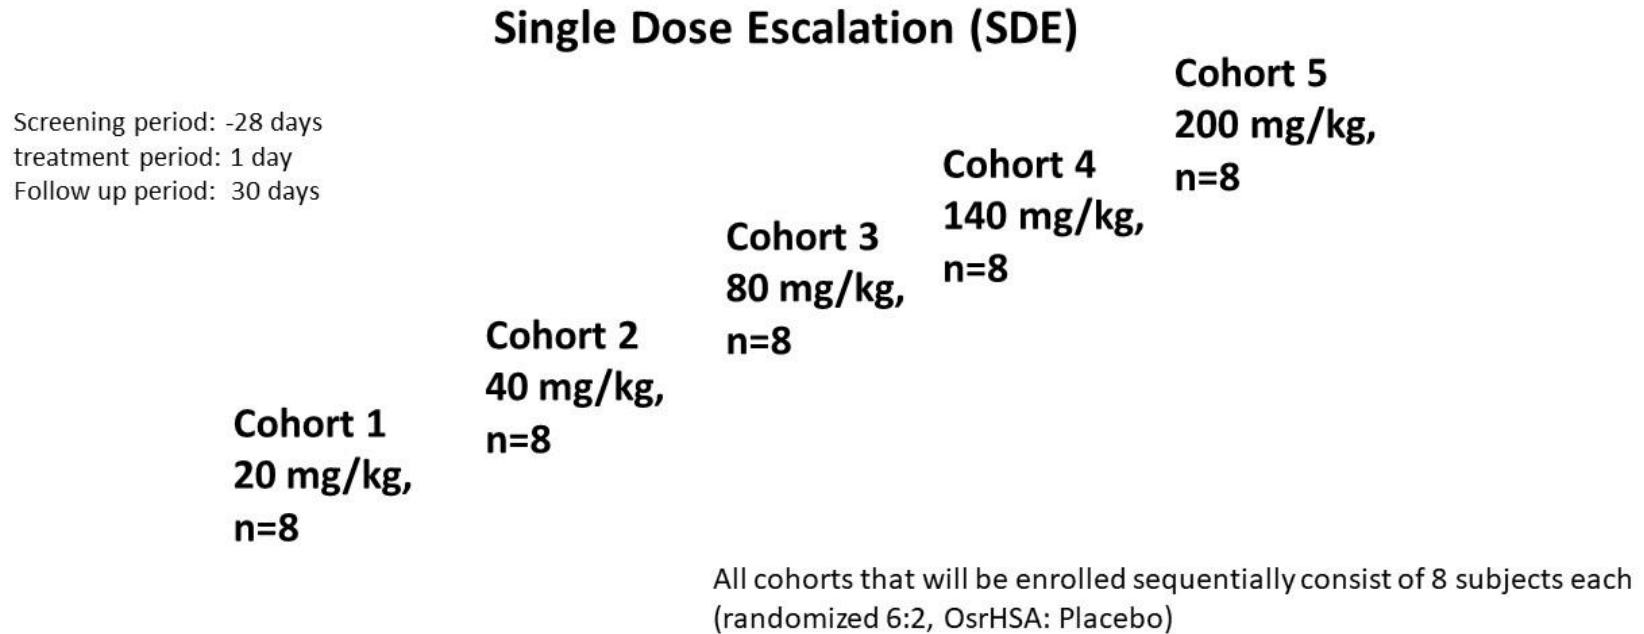 Single Dose Escalation (SDE)
Screening period: -28 days
treatment period: 1 day
Follow up period: 30 days
Cohort 1
20 mg/kg,
n=8
Cohort 2
40 mg/kg,
n=8
Cohort 3
80 mg/kg,
n=8
Cohort 4
140 mg/kg,
n=8
Cohort 5
200 mg/kg,
n=8
All cohorts that will be enrolled sequentially consist of 8 subjects each
(randomized 6:2, OsrHSA: Placebo)